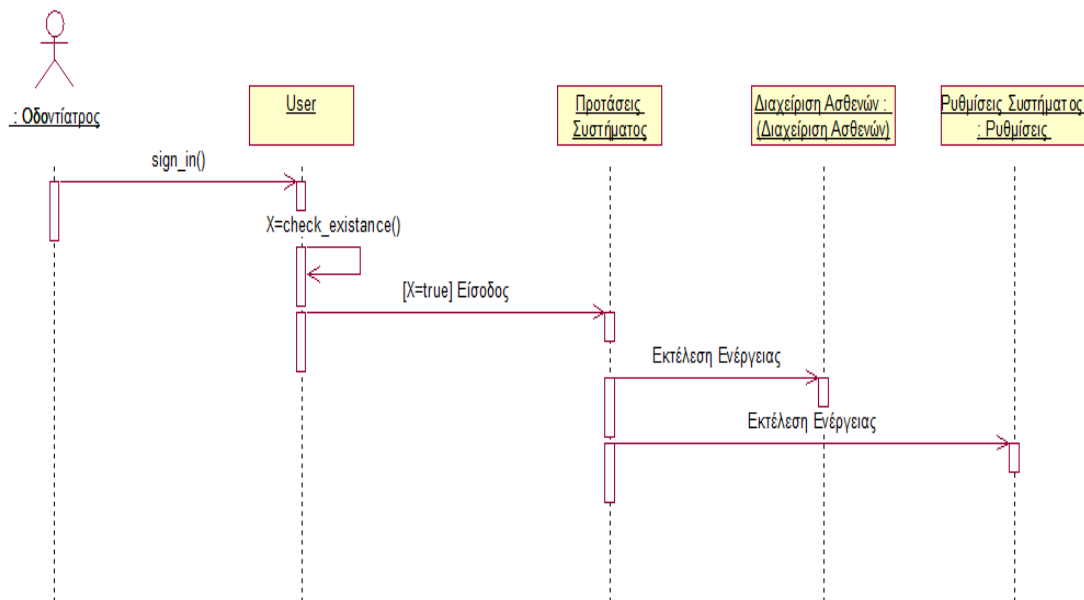 : Οδοντίατρος
User
Προτάσεις
Συστήματος
Διαχείριση Ασθενών :
(Διαχείριση Ασθενών)
Ρυθμίσεις Συστήματος
: Ρυθμίσεις
sign_in()
X=check_existance()
[X=true] Είσοδος
Εκτέλεση Ενέργειας
Εκτέλεση Ενέργειας